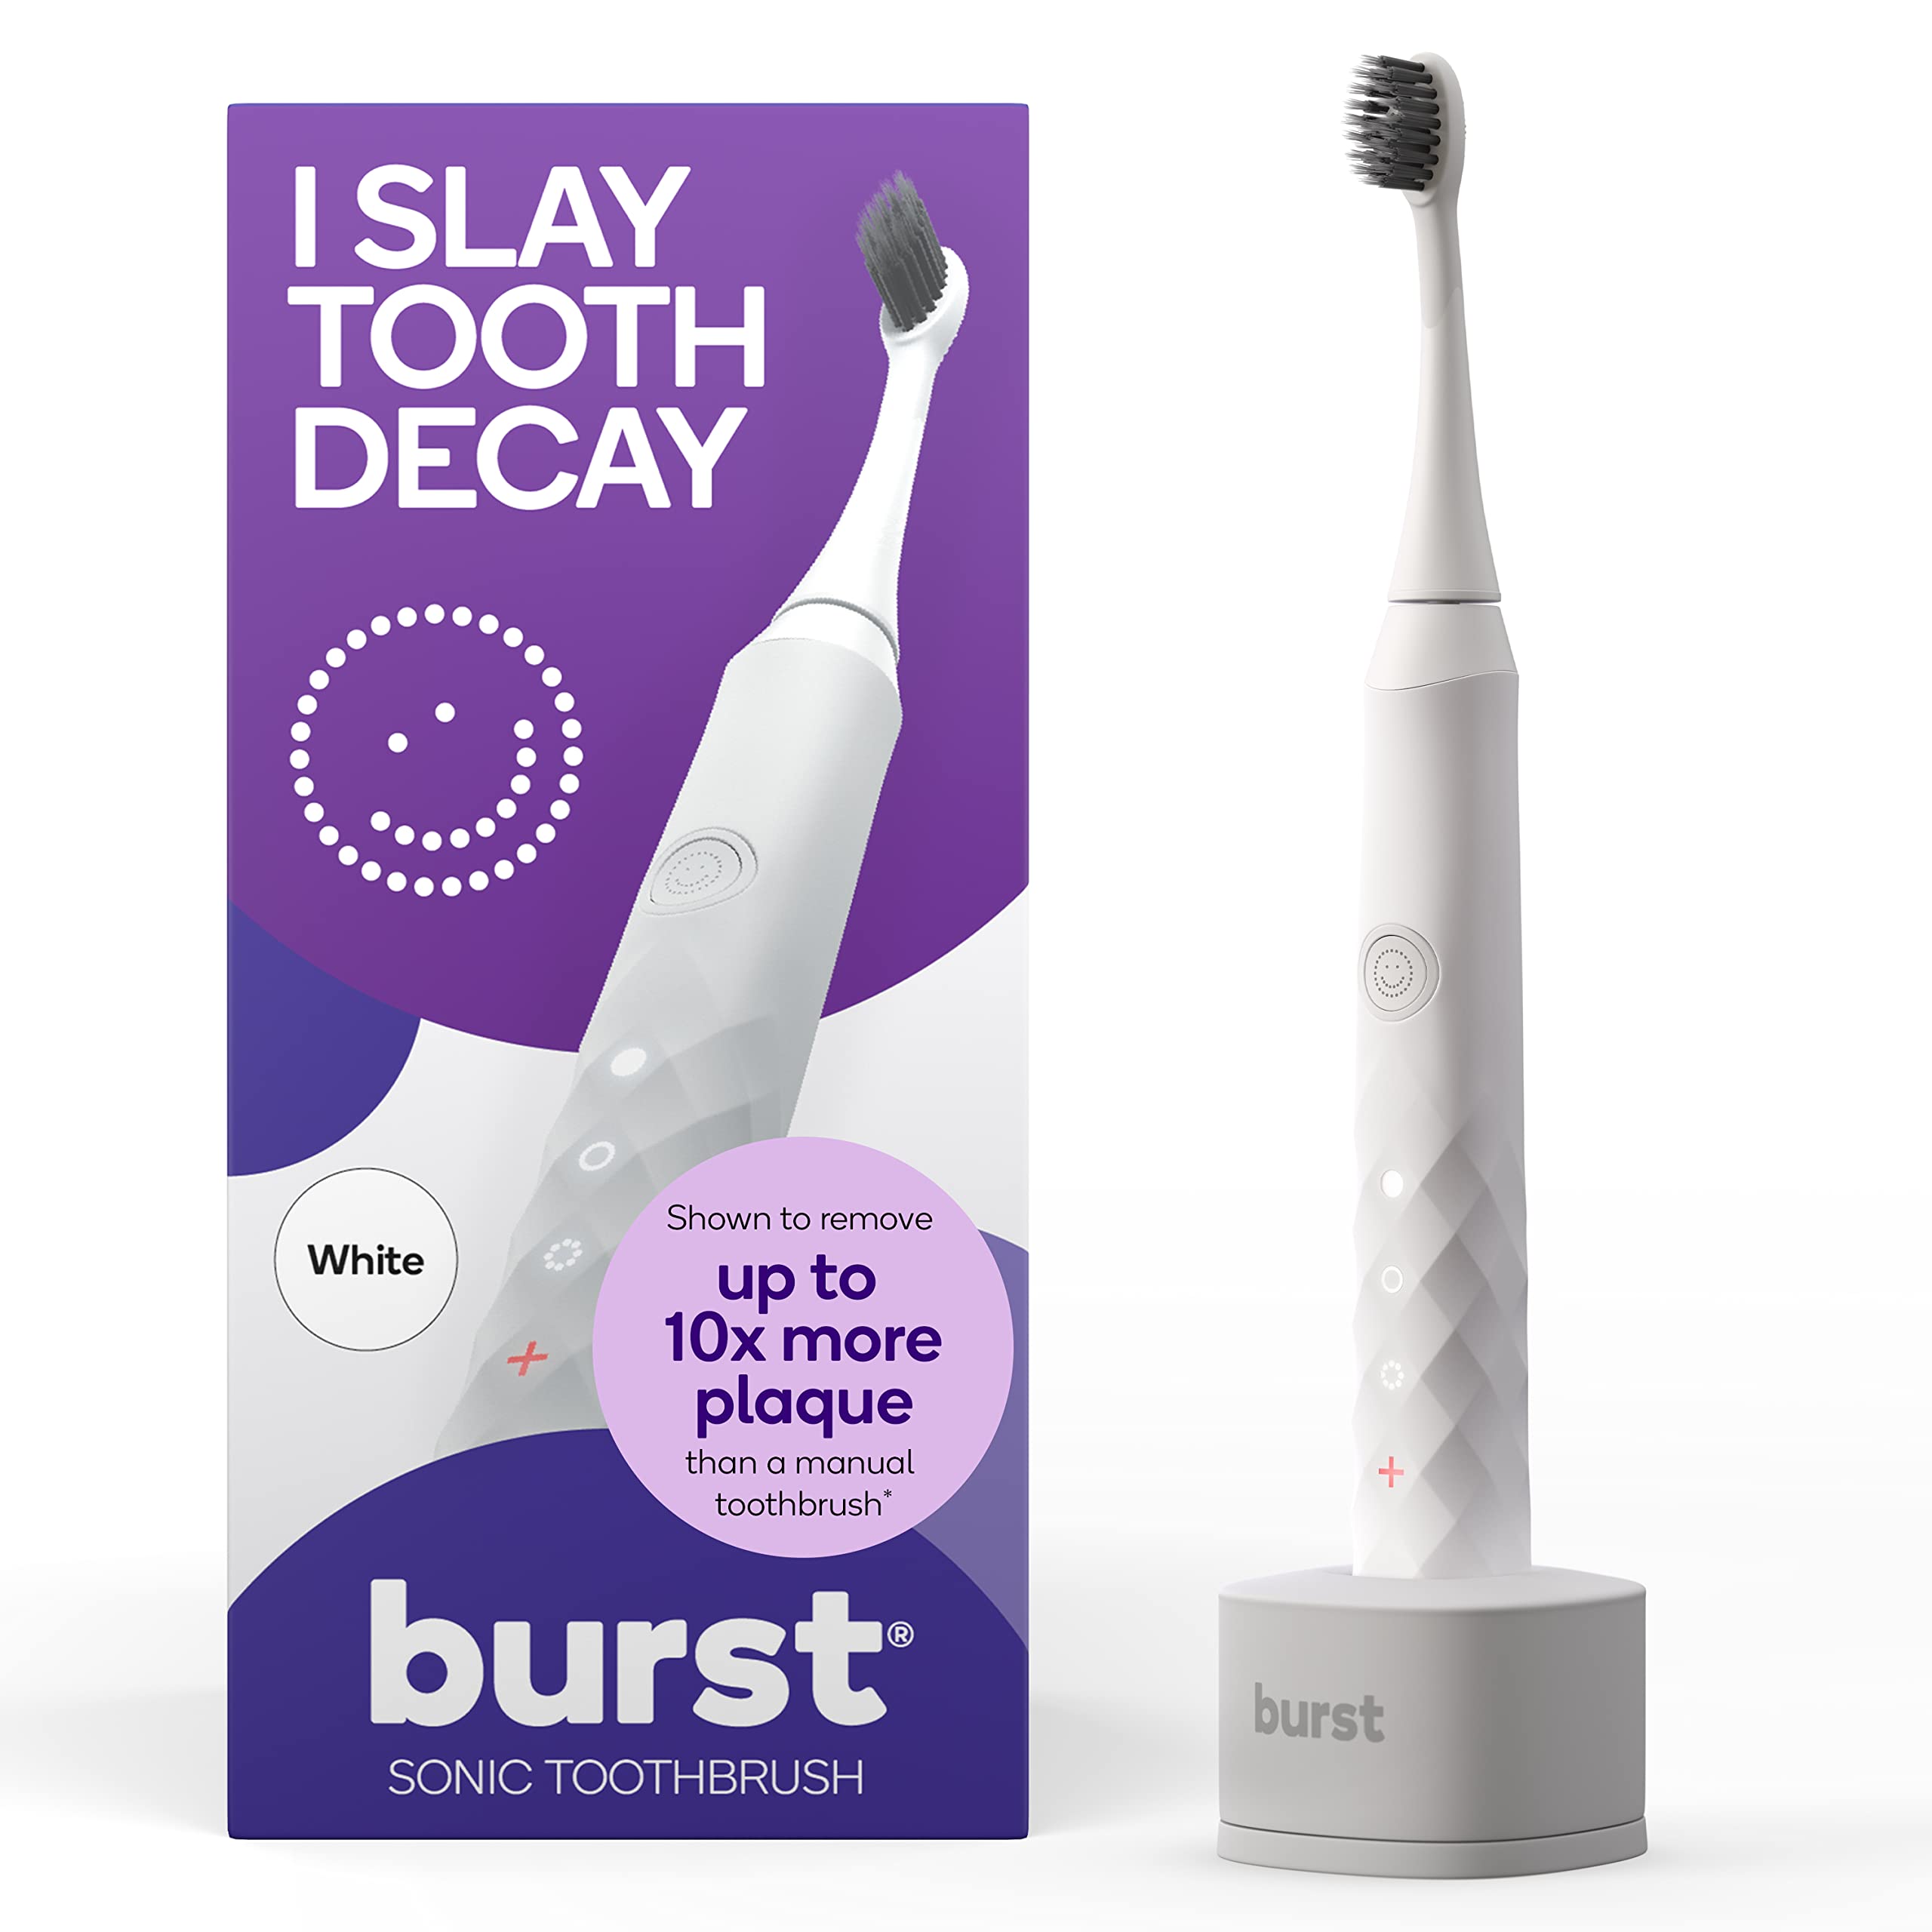 I SLAY
TOOTH
DECAY
White
Shown to remove
up to
10x more
plaque
than a manual
toothbrush*
burst®
SONIC TOOTHBRUSH
burst